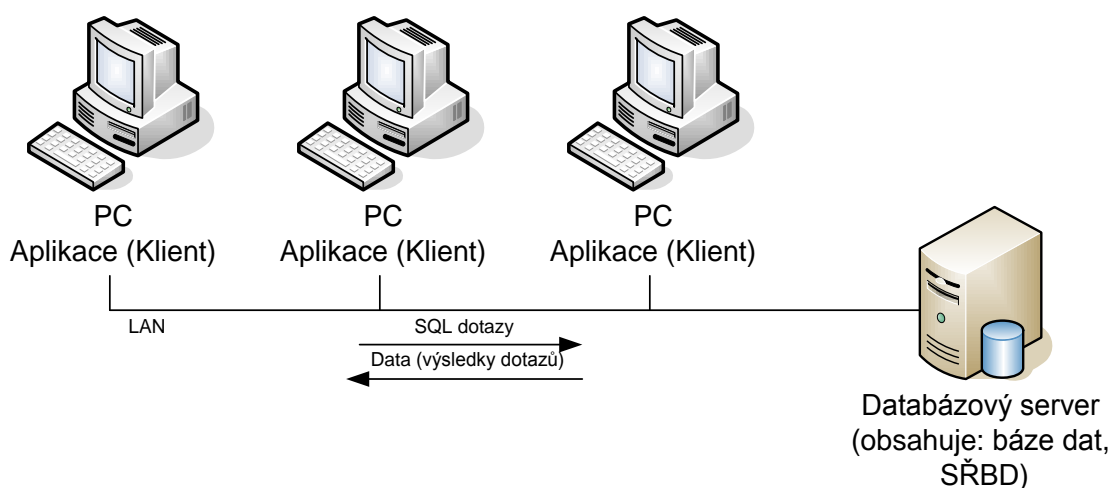 PC
Aplikace (Klient)
PC
Aplikace (Klient)
PC
Aplikace (Klient)
LAN
SQL dotazy
Data (výsledky dotazů)
Databázový server
(obsahuje: báze dat,
SŘBD)